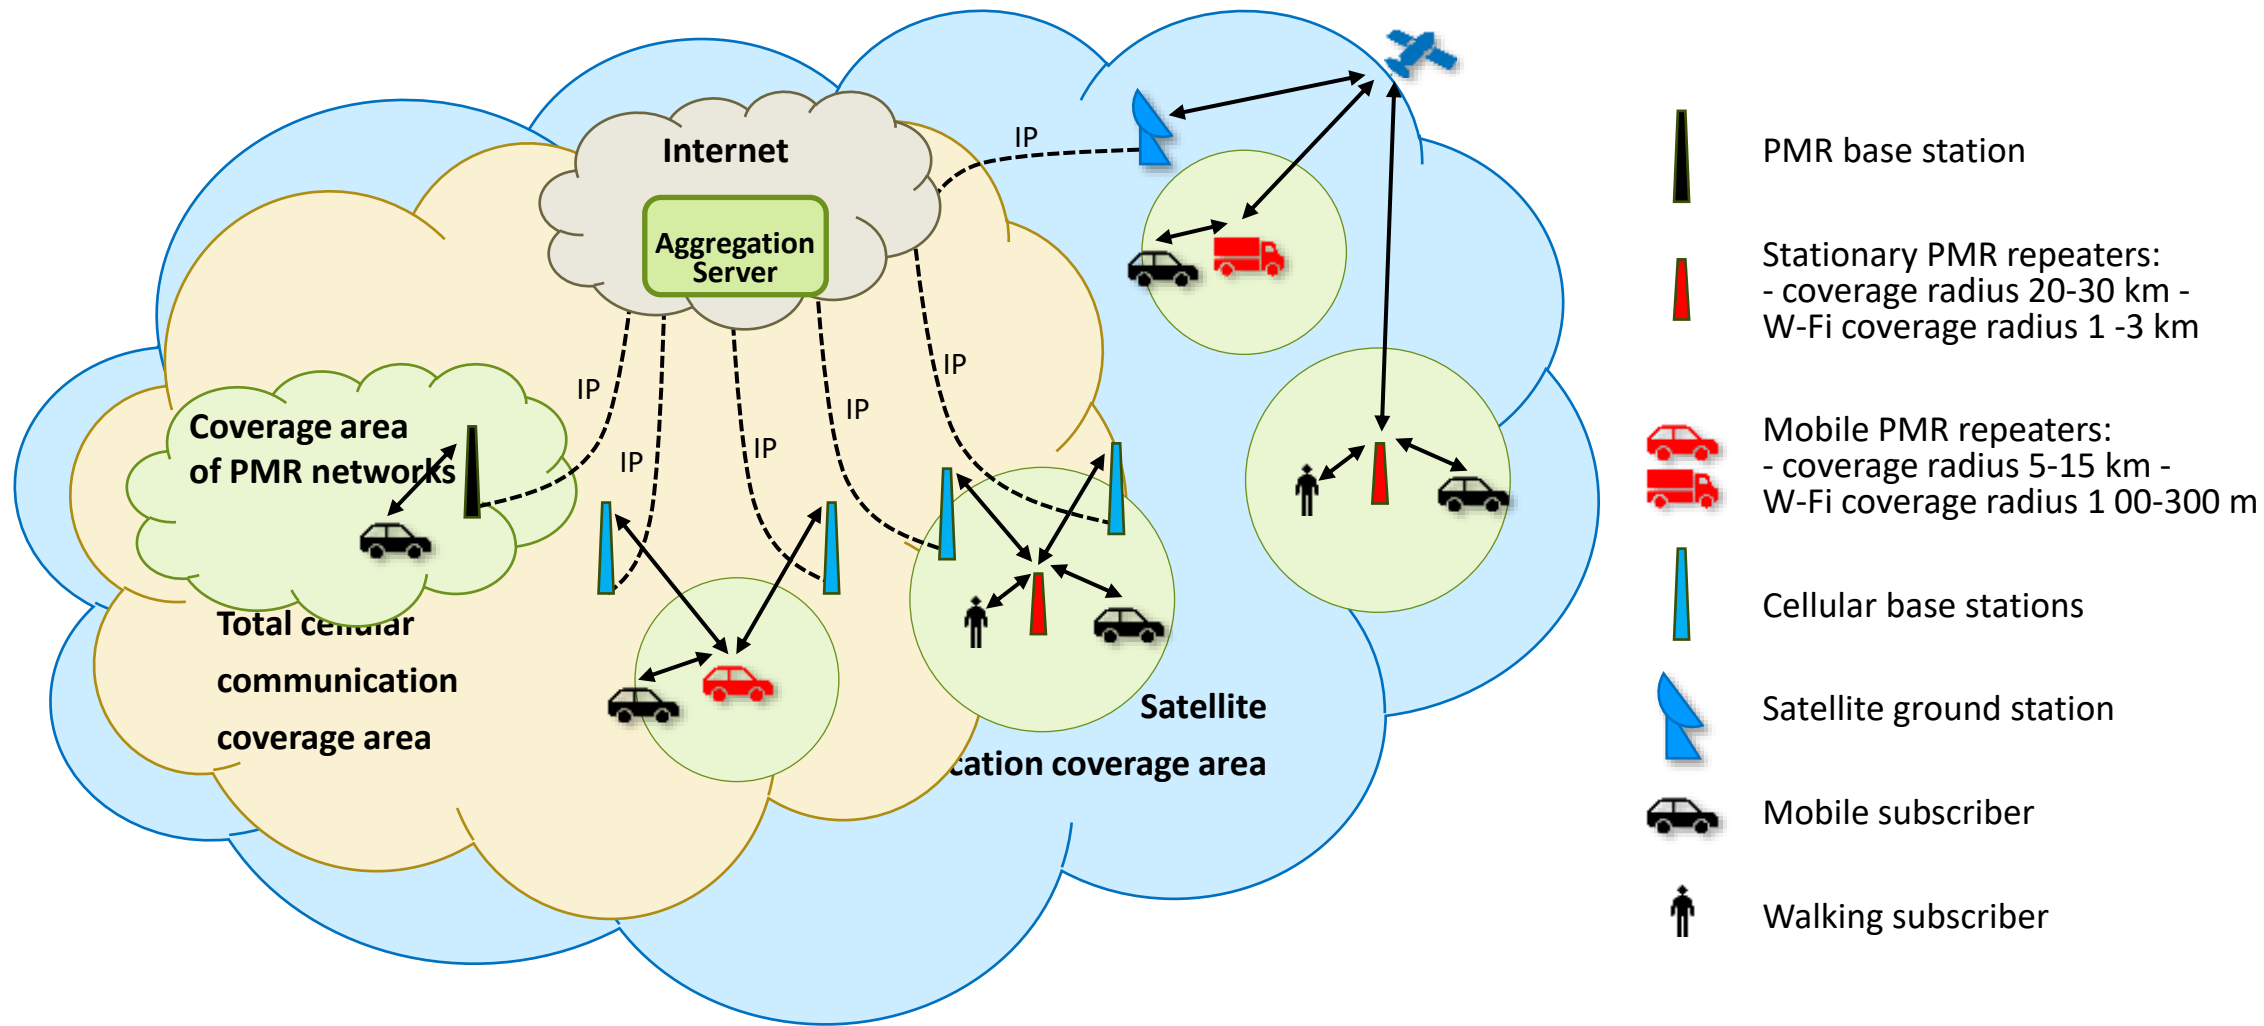 Internet
Aggregation
Server
IP
IP
IP
IP
IP
IP
Coverage area
of PMR networks
Total cellular
communication
coverage area
Satellite
cation coverage area
PMR base station
Stationary PMR repeaters:
- coverage radius 20-30 km -
W-Fi coverage radius 1 -3 km
Mobile PMR repeaters:
- coverage radius 5-15 km -
W-Fi coverage radius 1 00-300 m
Cellular base stations
Satellite ground station
Mobile subscriber
Walking subscriber